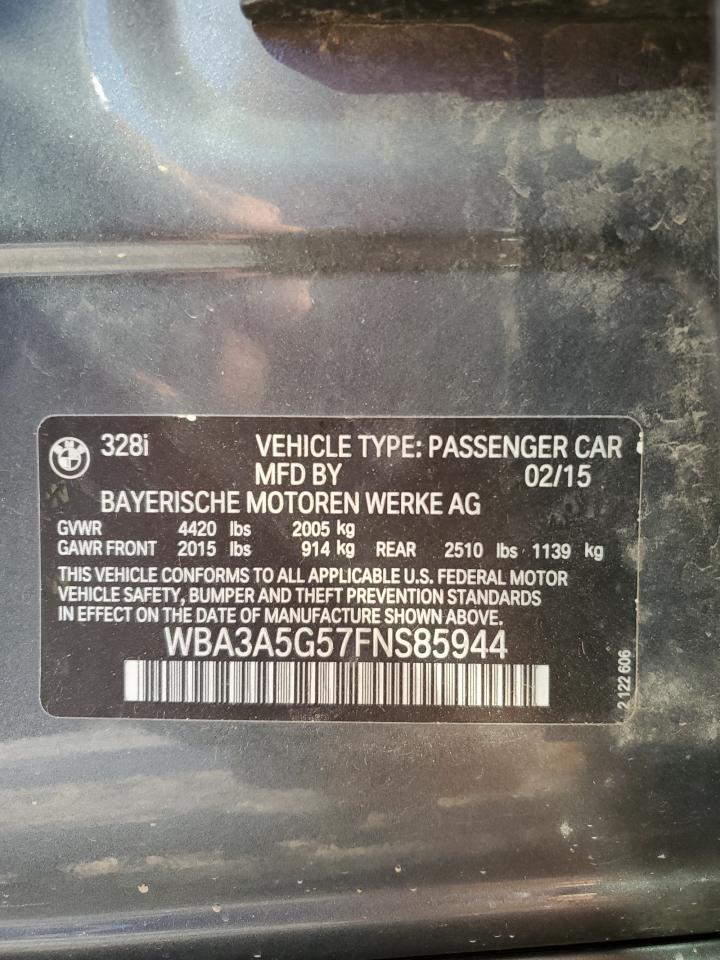 328i VEHICLE TYPE: PASSENGER CAR
MFD BY 02/15
BAYERISCHE MOTOREN WERKE AG
GVWR 4420 lbs 2005 kg
GAWR FRONT 2015 lbs 914 kg REAR 2510 lbs 1139 kg
THIS VEHICLE CONFORMS TO ALL APPLICABLE U.S. FEDERAL MOTOR
VEHICLE SAFETY, BUMPER AND THEFT PREVENTION STANDARDS
IN EFFECT ON THE DATE OF MANUFACTURE SHOWN ABOVE.
WBA3A5G57FNS85944
2 122 606